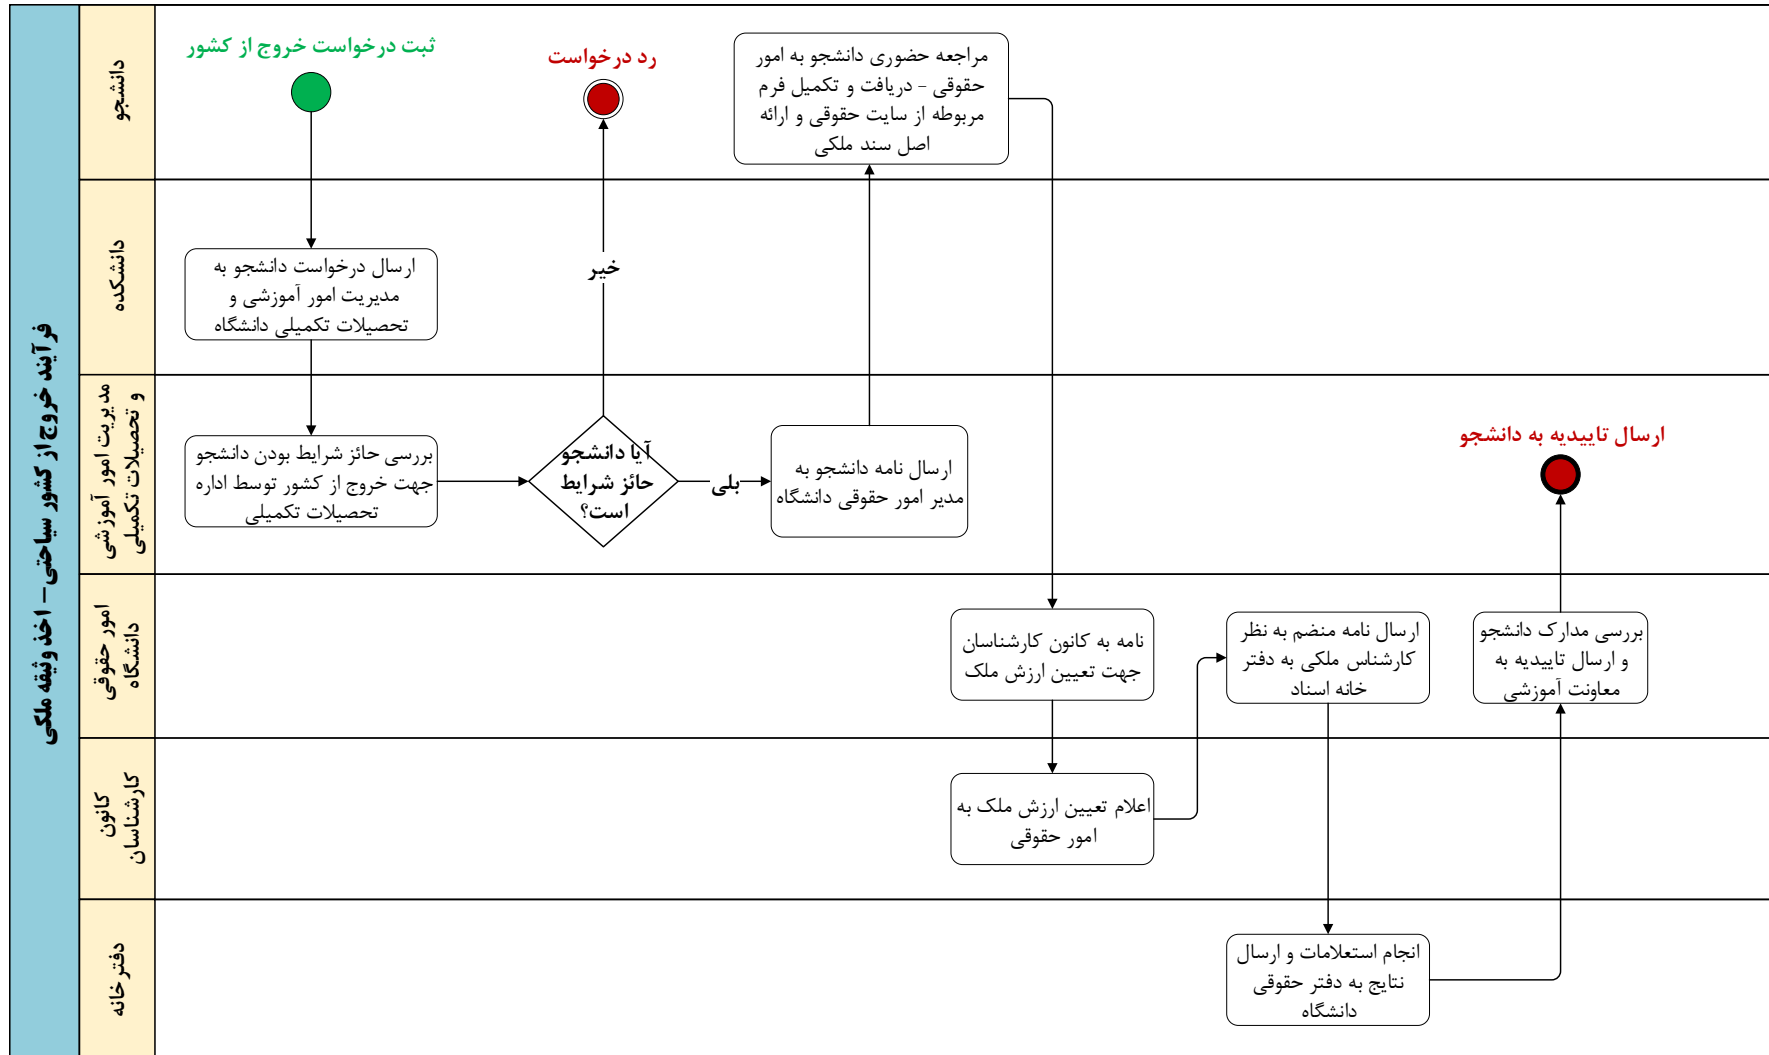 فرآیند خروج از کشور سیاحتی – اخذ وثیقه ملکی
دانشجو
ثبت درخواست خروج از کشور
رد درخواست
مراجعه حضوری دانشجو به امور
حقوقی - دریافت و تکمیل فرم
مربوطه از سایت حقوقی و ارائه
اصل سند ملکی
دانشکده
ارسال درخواست دانشجو به
مدیریت امور آموزشی و
تحصیلات تکمیلی دانشگاه
خیر
مدیریت امور آموزشی
و تحصیلات تکمیلی
بررسی حائز شرایط بودن دانشجو
جهت خروج از کشور توسط اداره
تحصیلات تکمیلی
آیا دانشجو
حائز شرایط
است؟
بلی
ارسال نامه دانشجو به
مدیر امور حقوقی دانشگاه
ارسال تاییدیه به دانشجو
امور حقوقی
دانشگاه
نامه به کانون کارشناسان
جهت تعیین ارزش ملک
ارسال نامه منضم به نظر
کارشناس ملکی به دفتر
خانه اسناد
بررسی مدارک دانشجو
و ارسال تاییدیه به
معاونت آموزشی
کانون
کارشناسان
اعلام تعیین ارزش ملک به
امور حقوقی
دفترخانه
انجام استعلامات و ارسال
نتایج به دفتر حقوقی
دانشگاه